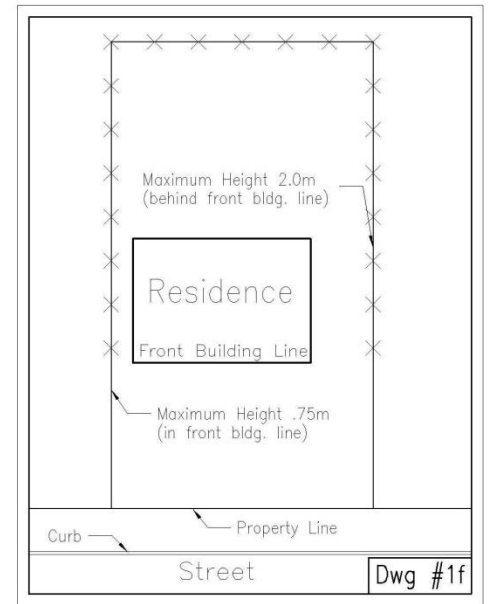 Maximum Height 2.0m
(behind front bldg. line)
Residence
Front Building Line
Maximum Height .75m
(in front bldg. line)
Property Line
Curb
Street
Dwg #1f